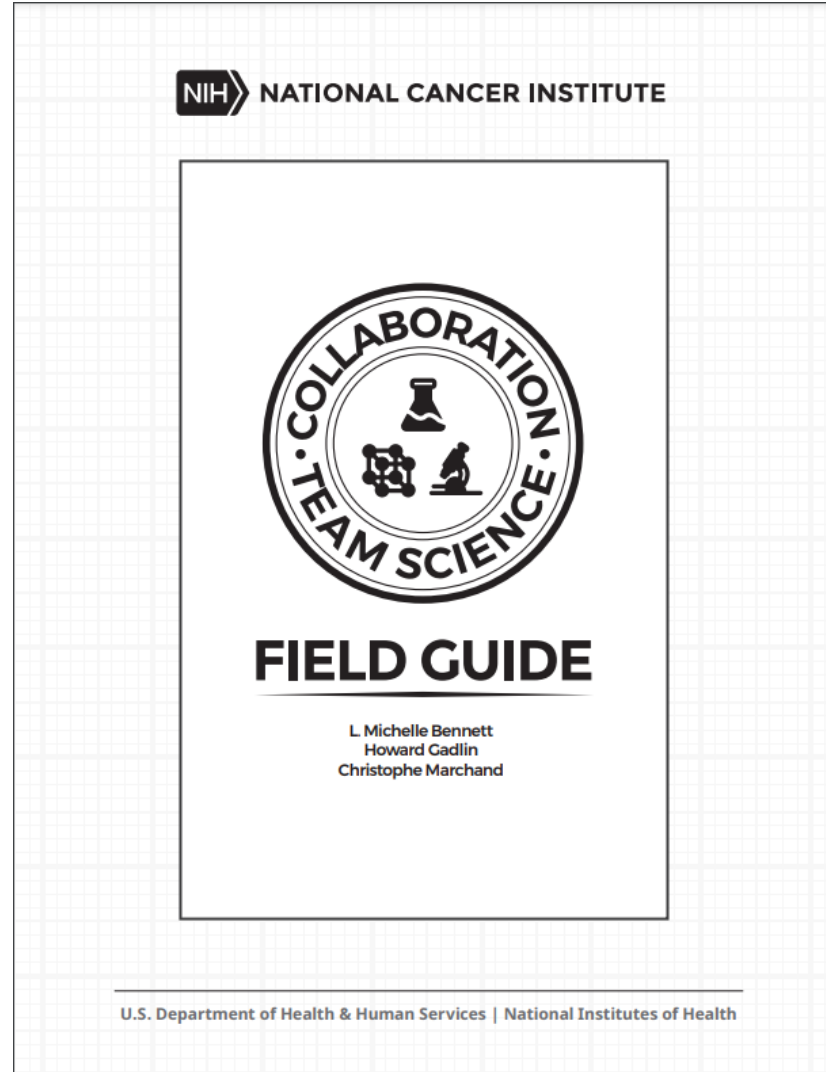 NIH NATIONAL CANCER INSTITUTE
• COLLABORATION •
TEAM SCIENCE
FIELD GUIDE
L. Michelle Bennett
Howard Gadlin
Christophe Marchand
U.S. Department of Health & Human Services | National Institutes of Health